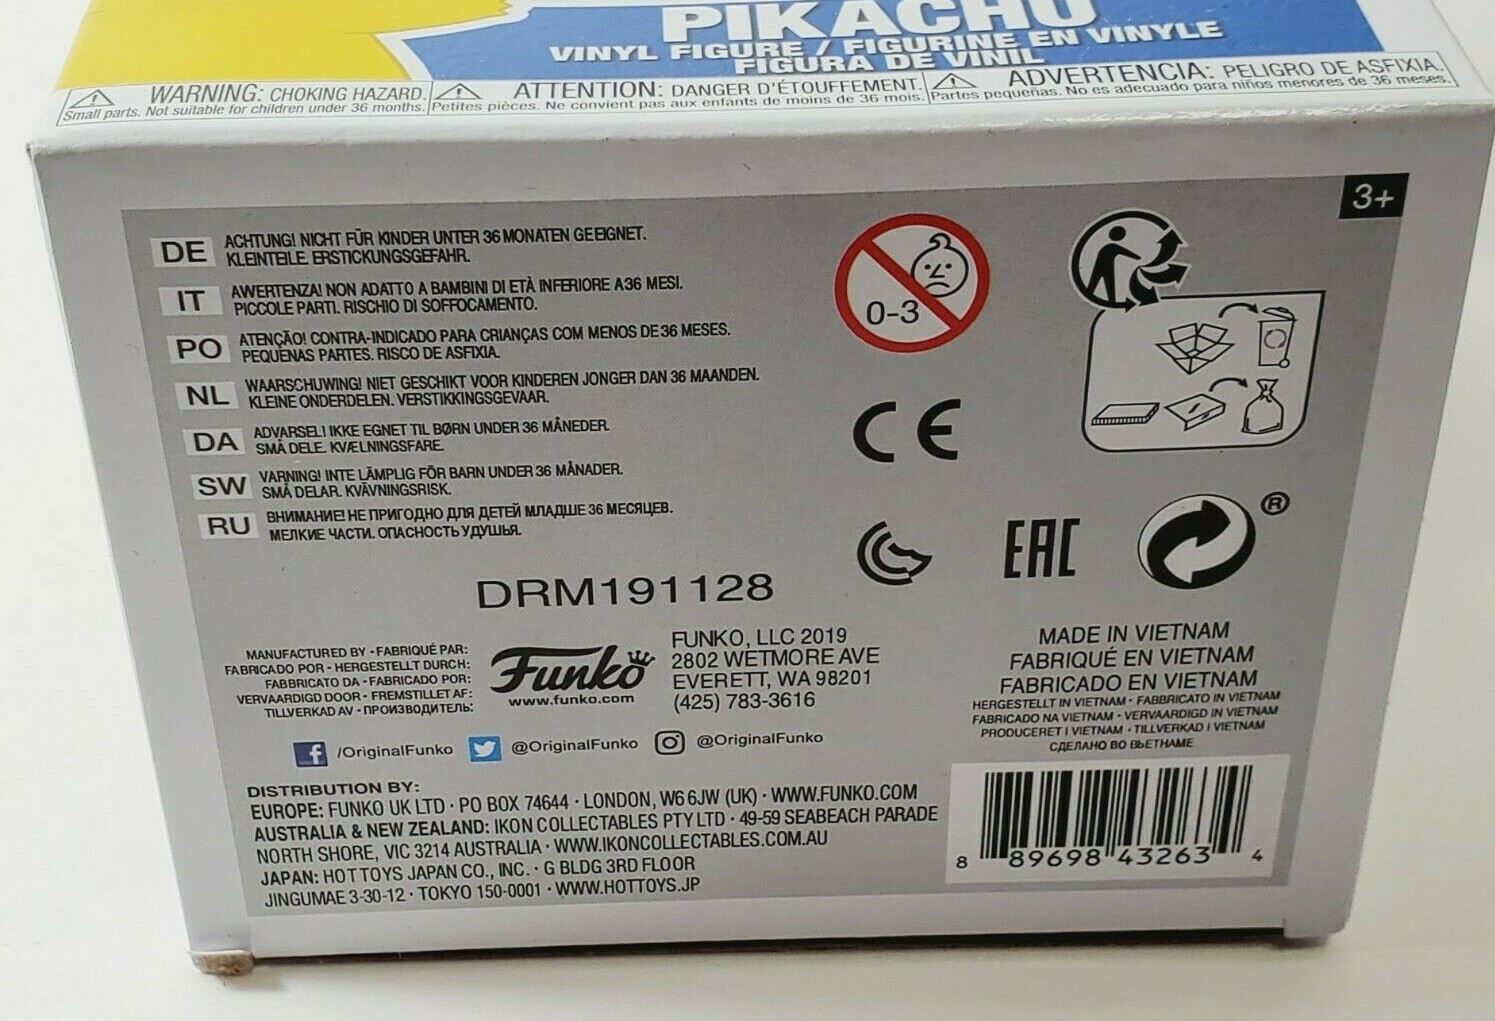 PIKACHU
VINYL FIGURE / FIGURINE EN VINYLE
FIGURA DE VINIL
WARNING: CHOKING HAZARD.
Small parts. Not suitable for children under 36 months.
ATTENTION: DANGER D'ÉTOUFFEMENT.
Petites pièces. Ne convient pas aux enfants de moins de 36 mois.
ADVERTENCIA: PELIGRO DE ASFIXIA.
Partes pequeñas. No es adecuado para niños menores de 36 meses.
3+
DE ACHTUNG! NICHT FÜR KINDER UNTER 36 MONATEN GEEIGNET.
KLEINTEILE. ERSTICKUNGSGEFAHR.
IT AVVERTENZA! NON ADATTO A BAMBINI DI ETÀ INFERIORE A 36 MESI.
PICCOLE PARTI. RISCHIO DI SOFFOCAMENTO.
PO ATENÇÃO! CONTRA-INDICADO PARA CRIANÇAS COM MENOS DE 36 MESES.
PEQUENAS PARTES. RISCO DE ASFIXIA.
NL WAARSCHUWING! NIET GESCHIKT VOOR KINDEREN JONGER DAN 36 MAANDEN.
KLEINE ONDERDELEN. VERSTIKKINGSGEVAAR.
DA ADVARSEL! IKKE EGNET TIL BØRN UNDER 36 MÅNEDER.
SMÅ DELE. KVÆLNINGSFARE.
SW VARNING! INTE LÄMPLIG FÖR BARN UNDER 36 MÅNADER.
SMÅ DELAR. KVÄVNINGSRISK.
RU ВНИМАНИЕ! НЕ ПРИГОДНО ДЛЯ ДЕТЕЙ МЛАДШЕ 36 МЕСЯЦЕВ.
МЕЛКИЕ ЧАСТИ. ОПАСНОСТЬ УДУШЬЯ.
0-3
CE
EAC
®
DRM191128
MANUFACTURED BY • FABRIQUÉ PAR:
FABRICADO POR • HERGESTELLT DURCH:
FABBRICATO DA • FABRICADO POR:
VERVAARDIGD DOOR • FREMSTILLET AF:
TILLVERKAD AV • ПРОИЗВОДИТЕЛЬ:
Funko
www.funko.com
FUNKO, LLC 2019
2802 WETMORE AVE
EVERETT, WA 98201
(425) 783-3616
/OriginalFunko @OriginalFunko @OriginalFunko
MADE IN VIETNAM
FABRIQUÉ EN VIETNAM
FABRICADO EN VIETNAM
HERGESTELLT IN VIETNAM • FABBRICATO IN VIETNAM
FABRICADO NA VIETNAM • VERVAARDIGD IN VIETNAM
PRODUCERET I VIETNAM • TILLVERKAD I VIETNAM
СДЕЛАНО ВО ВЬЕТНАМЕ
DISTRIBUTION BY:
EUROPE: FUNKO UK LTD • PO BOX 74644 • LONDON, W6 6JW (UK) • WWW.FUNKO.COM
AUSTRALIA & NEW ZEALAND: IKON COLLECTABLES PTY LTD • 49-59 SEABEACH PARADE
NORTH SHORE, VIC 3214 AUSTRALIA • WWW.IKONCOLLECTABLES.COM.AU
JAPAN: HOT TOYS JAPAN CO., INC. • G BLDG 3RD FLOOR
JINGUMAE 3-30-12 • TOKYO 150-0001 • WWW.HOTTOYS.JP
8 89698 43263 4